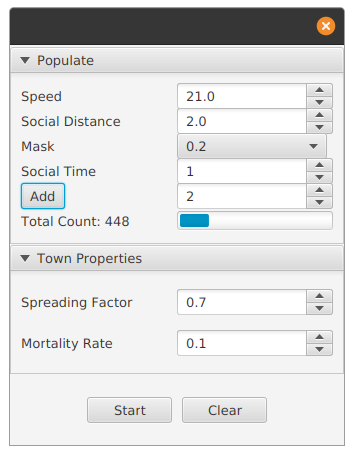 Populate
Speed 21.0
Social Distance 2.0
Mask 0.2
Social Time 1
Add 2
Total Count: 448
Town Properties
Spreading Factor 0.7
Mortality Rate 0.1
Start Clear